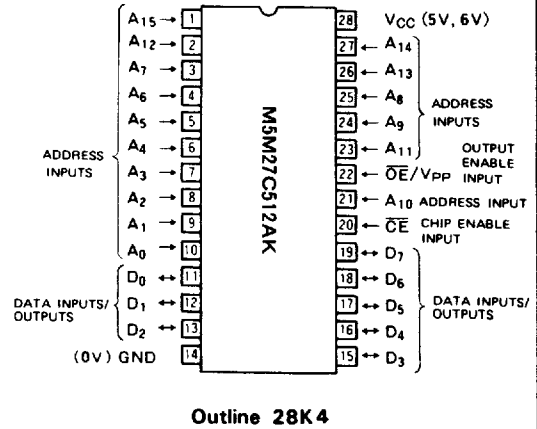 A15 → 1
A12 → 2
A7 → 3
A6 → 4
A5 → 5
A4 → 6
A3 → 7
A2 → 8
A1 → 9
A0 → 10
ADDRESS
INPUTS
D0 ↔ 11
D1 ↔ 12
D2 ↔ 13
DATA INPUTS/
OUTPUTS
(0V) GND 14
M5M27C512AK
28 VCC (5V, 6V)
27 ← A14
26 ← A13
25 ← A8
24 ← A9
23 ← A11
ADDRESS
INPUTS
22 ← O̅E̅/VPP
OUTPUT
ENABLE
INPUT
21 ← A10 ADDRESS INPUT
20 ← C̅E̅ CHIP ENABLE
INPUT
19 ↔ D7
18 ↔ D6
17 ↔ D5
16 ↔ D4
15 ↔ D3
DATA INPUTS/
OUTPUTS
Outline 28K4